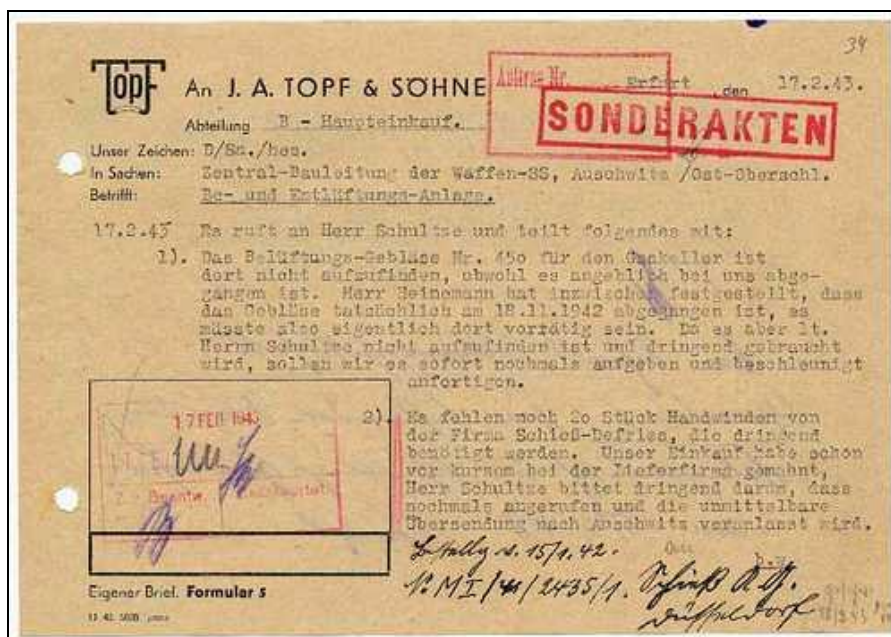 34
Topf An J. A. TOPF & SÖHNE Erfurt, den 17.2.43.
SONDERAKTEN
Abteilung B - Haupteinkauf.
Unser Zeichen: D/Sa./hes.
In Sachen: Zentral-Bauleitung der Waffen-SS, Auschwitz /Ost-Oberschl.
Betrifft: Be- und Entlüftungs-Anlage.
17.2.43 Es ruft an Herr Schultze und teilt folgendes mit:
1). Das Belüftungs-Gebläse Nr. 450 für den Gaskeller ist
dort nicht aufzufinden, obwohl es angeblich bei uns abge-
gangen ist. Herr Heinemann hat inzwischen festgestellt, dass
das Gebläse tatsächlich am 18.11.1942 abgegangen ist, es
müsste also eigentlich dort vorrätig sein. Da es aber lt.
Herrn Schultze nicht aufzufinden ist und dringend gebraucht
wird, sollen wir es sofort nochmals aufgeben und beschleunigt
anfertigen.
17 FEB 1943
2). Es fehlen noch 2o Stück Handwinden von
der Firma Schieß-Defries, die dringend
benötigt werden. Unser Einkauf habe schon
vor kurzem bei der Lieferfirma gemahnt,
Herr Schultze bittet dringend darum, dass
nochmals angerufen und die unmittelbare
Übersendung nach Auschwitz veranlasst wird.
15/1.42.
2435/1. Schieß A.G.
Düsseldorf
Eigener Brief. Formular 5